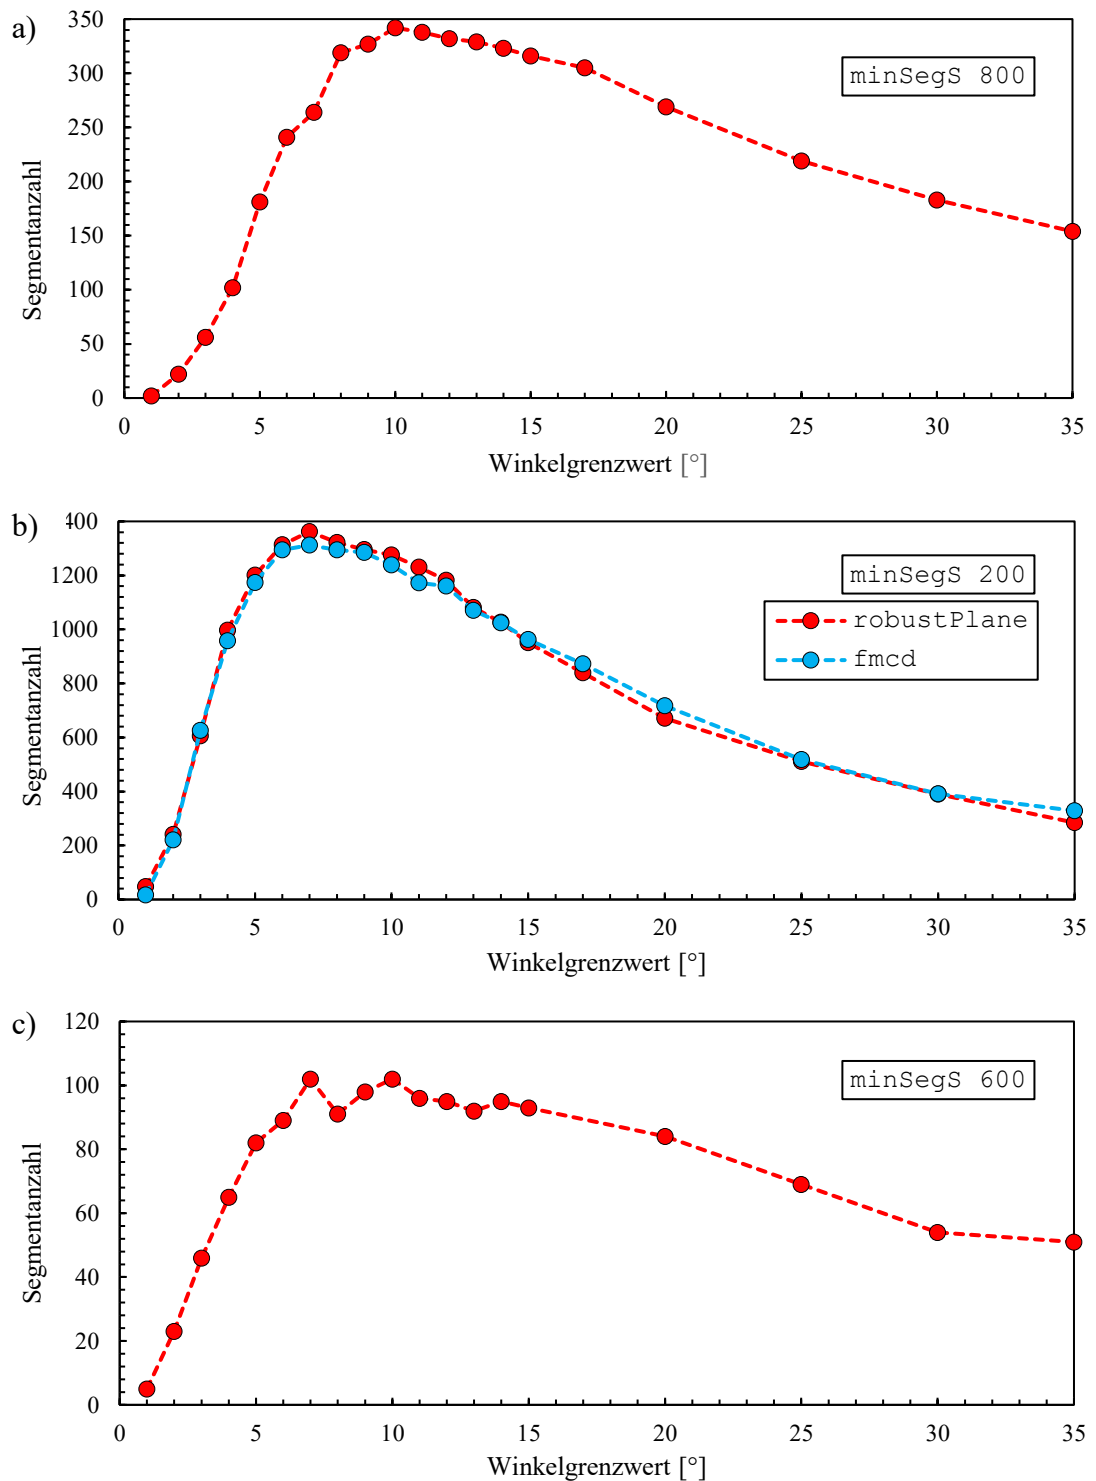 a)
350
300
250
200
150
100
50
0
Segmentanzahl
minSegS 800
0 5 10 15 20 25 30 35
Winkelgrenzwert [°]
b)
400
1200
1000
800
600
400
200
0
Segmentanzahl
minSegS 200
robustPlane
fmcd
0 5 10 15 20 25 30 35
Winkelgrenzwert [°]
c)
120
100
80
60
40
20
0
Segmentanzahl
minSegS 600
0 5 10 15 20 25 30 35
Winkelgrenzwert [°]